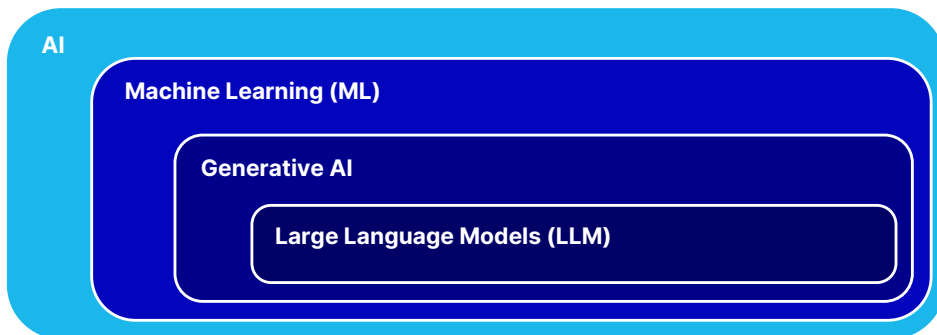 AI
Machine Learning (ML)
Generative AI
Large Language Models (LLM)